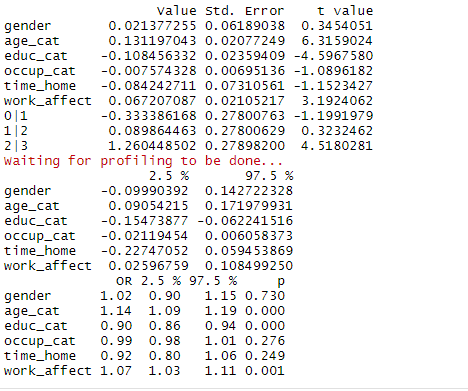 Value Std. Error t value
gender 0.021377255 0.06189038 0.3454051
age_cat 0.131197043 0.02077249 6.3159024
educ_cat -0.108456332 0.02359409 -4.5967580
occup_cat -0.007574328 0.00695136 -1.0896182
time_home -0.084242711 0.07310561 -1.1523427
work_affect 0.067207087 0.02105217 3.1924062
0|1 -0.333386168 0.27800763 -1.1991979
1|2 0.089864463 0.27800629 0.3232462
2|3 1.260448502 0.27898200 4.5180281
Waiting for profiling to be done...
2.5 % 97.5 %
gender -0.09990392 0.142722328
age_cat 0.09054215 0.171979931
educ_cat -0.15473877 -0.062241516
occup_cat -0.02119454 0.006058373
time_home -0.22747052 0.059453869
work_affect 0.02596759 0.108499250
OR 2.5 % 97.5 % p
gender 1.02 0.90 1.15 0.730
age_cat 1.14 1.09 1.19 0.000
educ_cat 0.90 0.86 0.94 0.000
occup_cat 0.99 0.98 1.01 0.276
time_home 0.92 0.80 1.06 0.249
work_affect 1.07 1.03 1.11 0.001